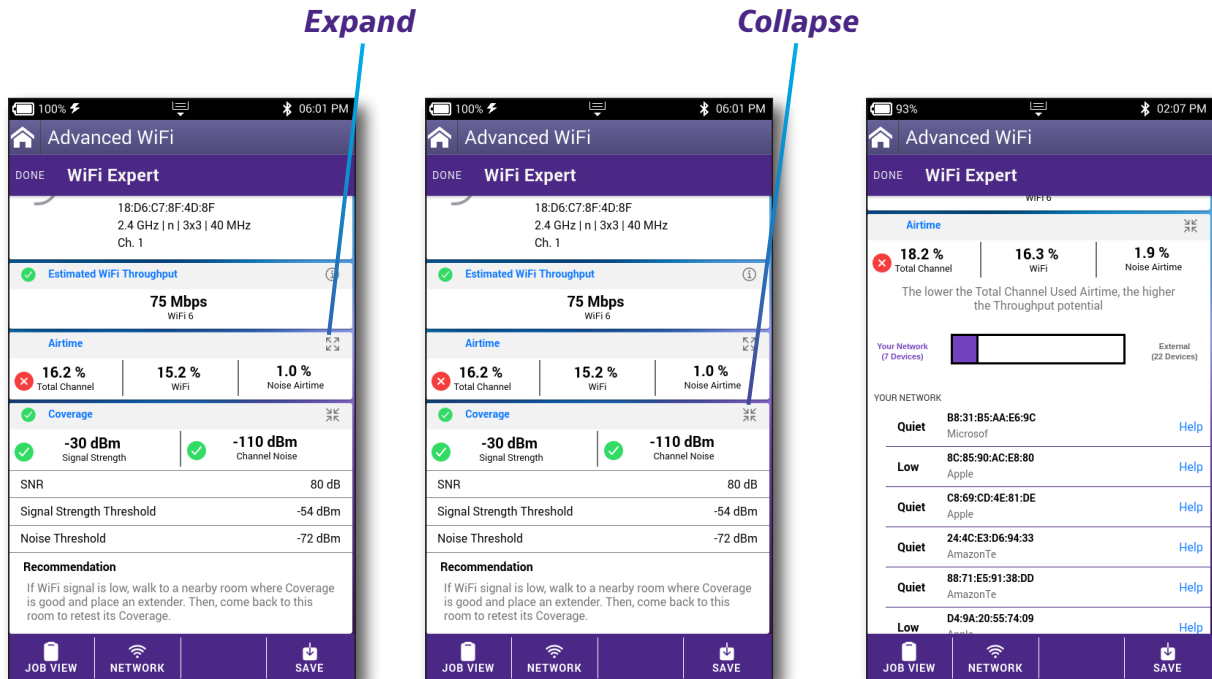 Expand
Collapse
100%
06:01 PM
Advanced WiFi
DONE WiFi Expert
18:D6:C7:8F:4D:8F
2.4 GHz | n | 3x3 | 40 MHz
Ch. 1
Estimated WiFi Throughput
75 Mbps
WiFi 6
Airtime
16.2 % 15.2 % 1.0 %
Total Channel WiFi Noise Airtime
Coverage
-30 dBm -110 dBm
Signal Strength Channel Noise
SNR 80 dB
Signal Strength Threshold -54 dBm
Noise Threshold -72 dBm
Recommendation
If WiFi signal is low, walk to a nearby room where Coverage
is good and place an extender. Then, come back to this
room to retest its Coverage.
JOB VIEW NETWORK SAVE
100%
06:01 PM
Advanced WiFi
DONE WiFi Expert
18:D6:C7:8F:4D:8F
2.4 GHz | n | 3x3 | 40 MHz
Ch. 1
Estimated WiFi Throughput
75 Mbps
WiFi 6
Airtime
16.2 % 15.2 % 1.0 %
Total Channel WiFi Noise Airtime
Coverage
-30 dBm -110 dBm
Signal Strength Channel Noise
SNR 80 dB
Signal Strength Threshold -54 dBm
Noise Threshold -72 dBm
Recommendation
If WiFi signal is low, walk to a nearby room where Coverage
is good and place an extender. Then, come back to this
room to retest its Coverage.
JOB VIEW NETWORK SAVE
93%
02:07 PM
Advanced WiFi
DONE WiFi Expert
WiFi 6
Airtime
18.2 % 16.3 % 1.9 %
Total Channel WiFi Noise Airtime
The lower the Total Channel Used Airtime, the higher
the Throughput potential
Your Network External
(7 Devices) (22 Devices)
YOUR NETWORK
B8:31:B5:AA:E6:9C
Quiet Help
Microsof
8C:85:90:AC:E8:80
Low Help
Apple
C8:69:CD:4E:81:DE
Quiet Help
Apple
24:4C:E3:D6:94:33
Quiet Help
AmazonTe
88:71:E5:91:38:DD
Quiet Help
AmazonTe
D4:9A:20:55:74:09
Low Help
Apple
JOB VIEW NETWORK SAVE